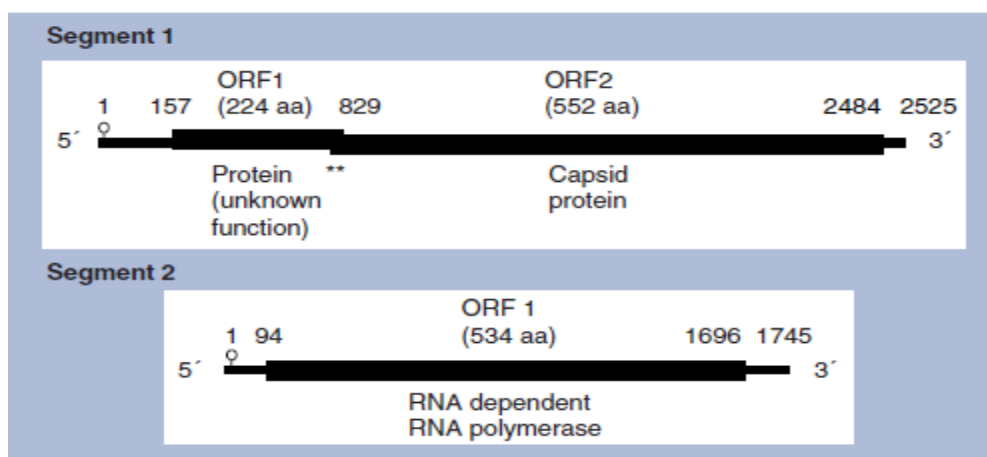 Segment 1
ORF1 ORF2
1 157 (224 aa) 829 (552 aa) 2484 2525
5´ 3´
Protein ** Capsid
(unknown protein
function)
Segment 2
ORF 1
1 94 (534 aa) 1696 1745
5´ 3´
RNA dependent
RNA polymerase